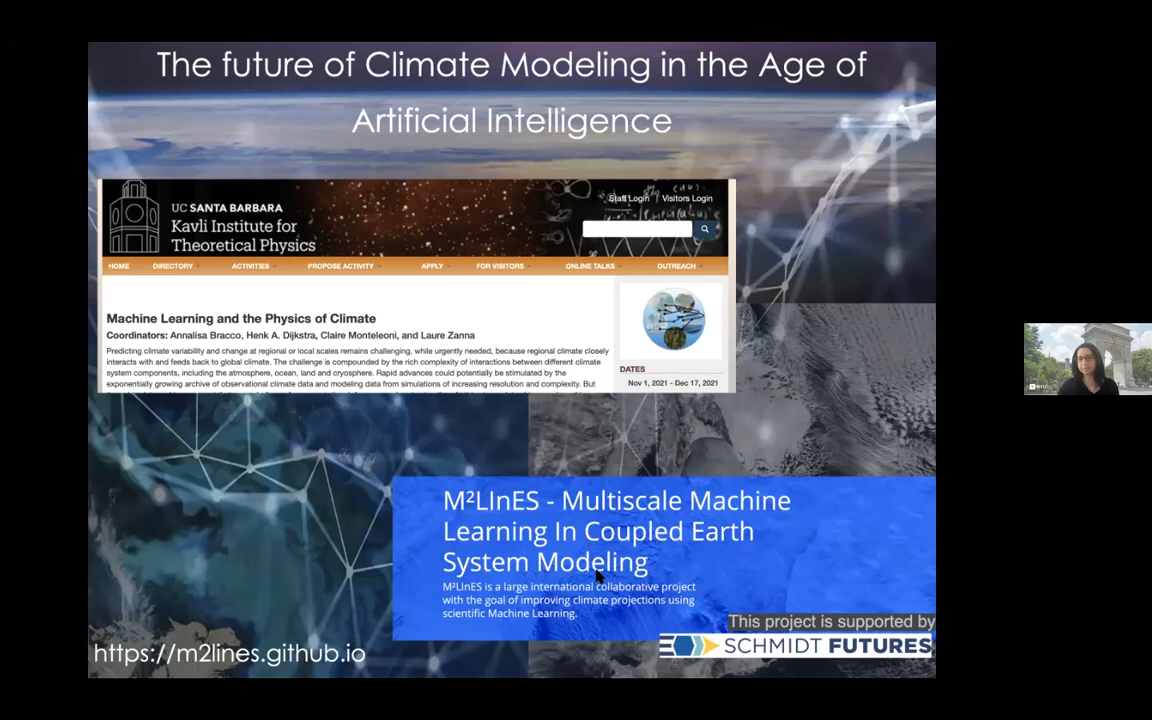 The future of Climate Modeling in the Age of
Artificial Intelligence
UC SANTA BARBARA
Kavli Institute for
Theoretical Physics
Staff Login | Visitors Login
HOME DIRECTORY ACTIVITIES PROPOSE ACTIVITY APPLY FOR VISITORS ONLINE TALKS OUTREACH
Machine Learning and the Physics of Climate
Coordinators: Annalisa Bracco, Henk A. Dijkstra, Claire Monteleoni, and Laure Zanna
Predicting climate variability and change at regional or local scales remains challenging, while urgently needed, because regional climate closely
interacts with and feeds back to global climate. The challenge is compounded by the rich complexity of interactions between different climate
system components, including the atmosphere, ocean, land and cryosphere. Rapid advances could potentially be stimulated by the
exponentially growing archive of observational climate data and modeling data from simulations of increasing resolution and complexity. But
DATES
Nov 1, 2021 - Dec 17, 2021
M²LInES - Multiscale Machine
Learning In Coupled Earth
System Modeling
M²LInES is a large international collaborative project
with the goal of improving climate projections using
scientific Machine Learning.
This project is supported by
SCHMIDT FUTURES
https://m2lines.github.io
NYU